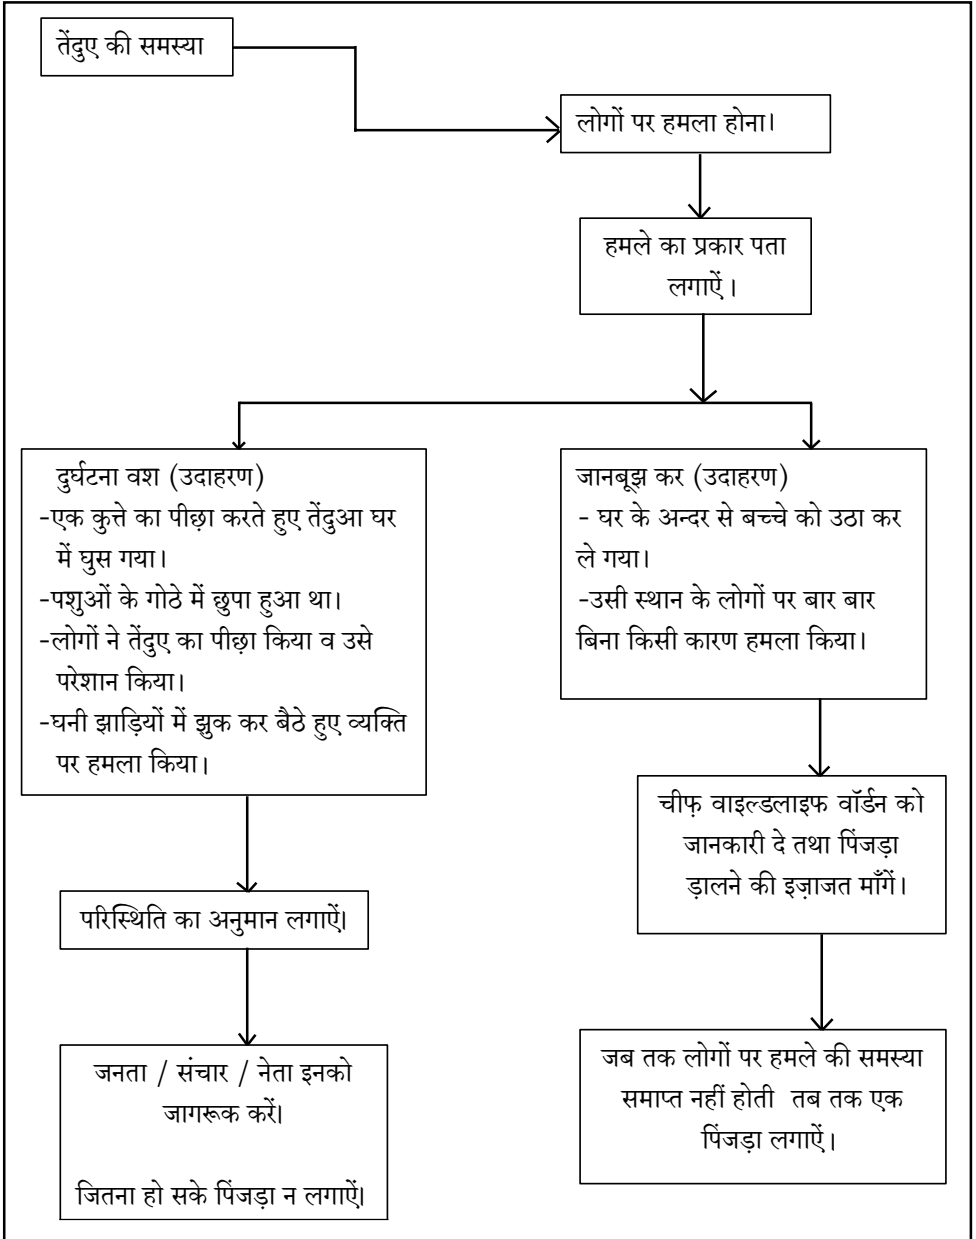 तेंदुए की समस्या
लोगों पर हमला होना।
हमले का प्रकार पता
लगाऐं।
दुर्घटना वश (उदाहरण)
-एक कुत्ते का पीछा करते हुए तेंदुआ घर
में घुस गया।
-पशुओं के गोठे में छुपा हुआ था।
-लोगों ने तेंदुए का पीछा किया व उसे
परेशान किया।
-घनी झाड़ियों में झुक कर बैठे हुए व्यक्ति
पर हमला किया।
जानबूझ कर (उदाहरण)
- घर के अन्दर से बच्चे को उठा कर
ले गया।
-उसी स्थान के लोगों पर बार बार
बिना किसी कारण हमला किया।
परिस्थिति का अनुमान लगाऐं।
जनता / संचार / नेता इनको
जागरूक करें।
जितना हो सके पिंजड़ा न लगाऐं।
चीफ़ वाइल्डलाइफ वॉर्डन को
जानकारी दे तथा पिंजड़ा
ड़ालने की इज़ाजत माँगें।
जब तक लोगों पर हमले की समस्या
समाप्त नहीं होती तब तक एक
पिंजड़ा लगाऐं।